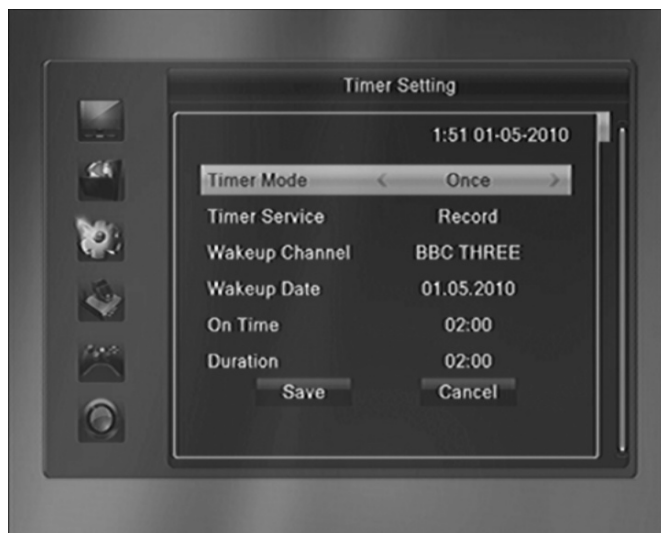 Timer Setting
1:51 01-05-2010
Timer Mode < Once >
Timer Service Record
Wakeup Channel BBC THREE
Wakeup Date 01.05.2010
On Time 02:00
Duration 02:00
Save Cancel